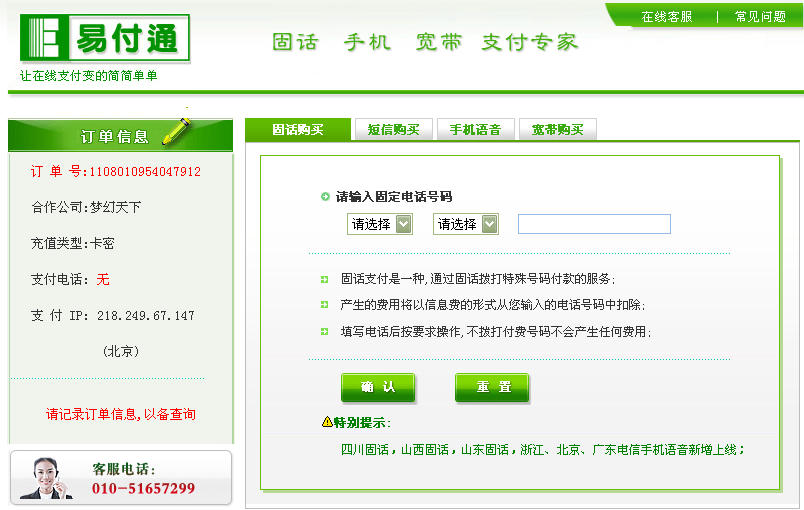 在线客服 | 常见问题
易付通
固话 手机 宽带 支付专家
让在线支付变的简简单单
订单信息
订 单 号:1108010954047912
合作公司:梦幻天下
充值类型:卡密
支付电话: 无
支 付 IP: 218.249.67.147
(北京)
请记录订单信息,以备查询
客服电话:
010-51657299
固话购买 短信购买 手机语音 宽带购买
请输入固定电话号码
请选择 请选择
固话支付是一种,通过固话拨打特殊号码付款的服务;
产生的费用将以信息费的形式从您输入的电话号码中扣除;
填写电话后按要求操作,不拨打付费号码不会产生任何费用;
确 认 重 置
特别提示:
四川固话，山西固话，山东固话，浙江、北京、广东电信手机语音新增上线；